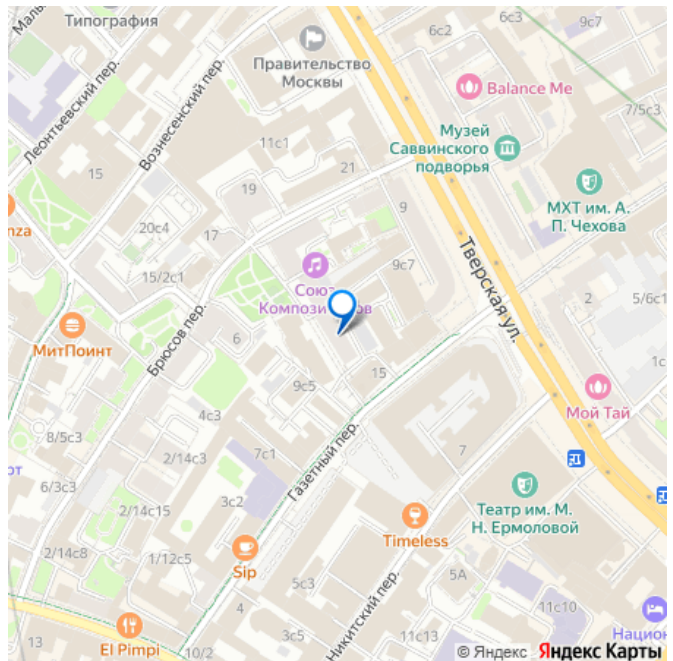 Типография
6с2
6с3
9с7
Правительство
Москвы
Balance Me
Леонтьевский пер.
Вознесенский пер.
11с1
7/5с3
Музей
Саввинского
подворья
15
21
19
МХТ им. А.
П. Чехова
nza
20с4
17
9
Тверская ул.
9с7
15/2с1
Союз
Композиторов
2
5/6с1
МитПоинт
Брюсов пер.
6
1с
9с5
15
Мой Тай
4с3
8/5с3
2/14с3
7с1
Газетный пер.
7
от
6/3с3
3с2
Театр им. М.
Н. Ермоловой
2/14с15
Timeless
2/14с8
1/12с5
Sip
5А
5с3
4
Никитский пер.
11с10
El Pimpi
13
10/2
3с5
11с13
Национ
© Яндекс Яндекс Карты